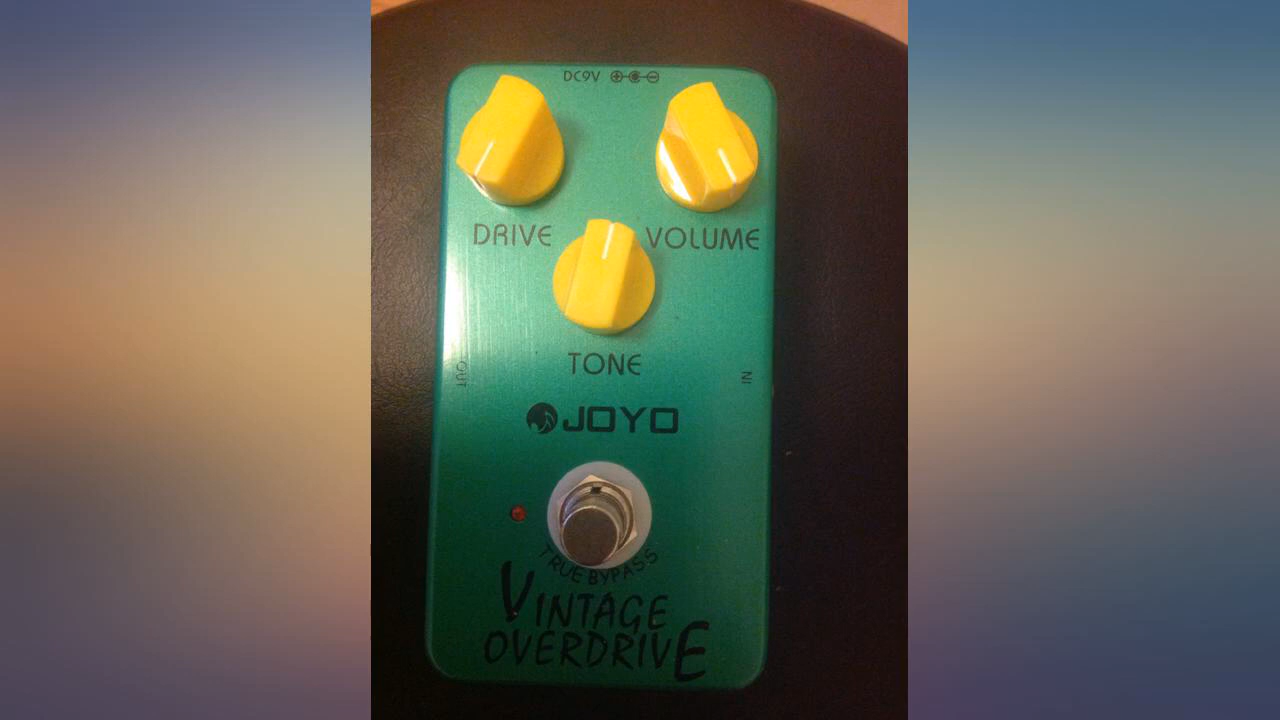 DC9V
DRIVE
VOLUME
TONE
OUT
IN
JOYO
TRUE BYPASS
VINTAGE
OVERDRIVE